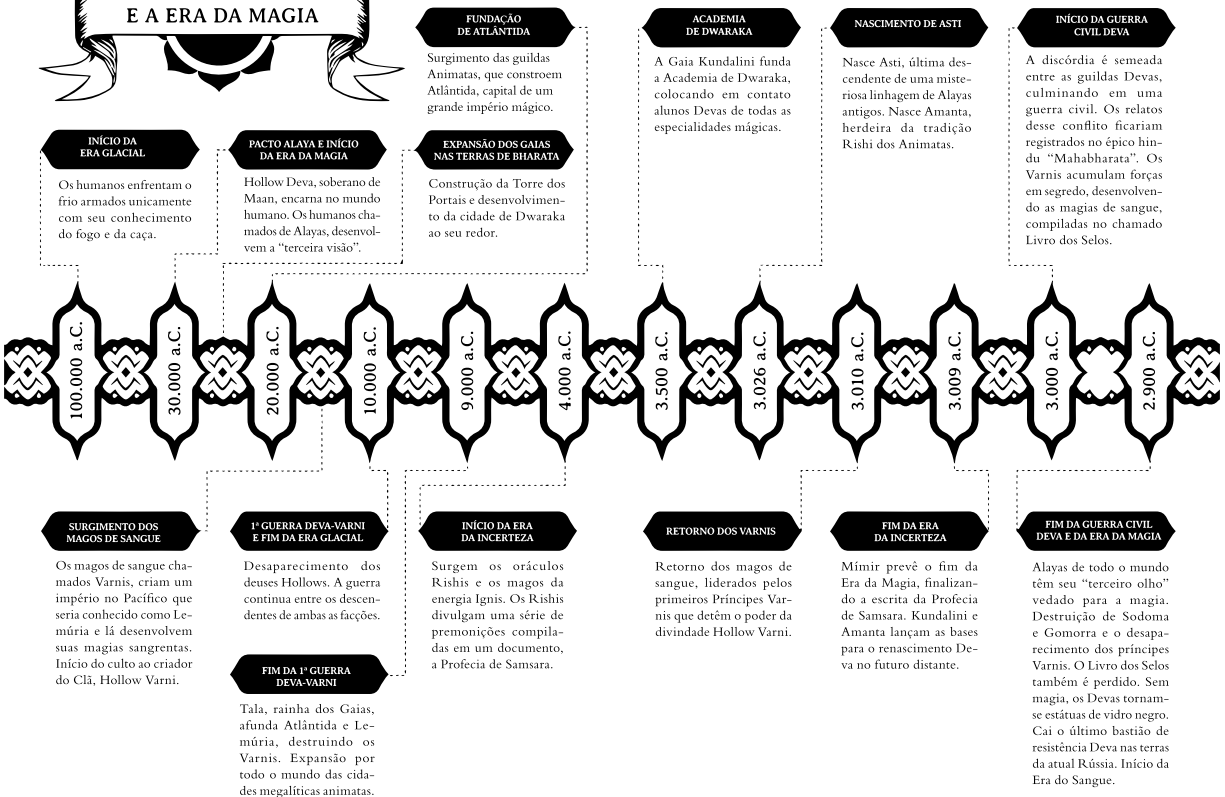 E A ERA DA MAGIA
INÍCIO DA
ERA GLACIAL
Os humanos enfrentam o
frio armados unicamente
com seu conhecimento
do fogo e da caça.
PACTO ALAYA E INÍCIO
DA ERA DA MAGIA
Hollow Deva, soberano de
Maan, encarna no mundo
humano. Os humanos cha-
mados de Alayas, desenvol-
vem a “terceira visão”.
FUNDAÇÃO
DE ATLÂNTIDA
Surgimento das guildas
Animatas, que constroem
Atlântida, capital de um
grande império mágico.
EXPANSÃO DOS GAIAS
NAS TERRAS DE BHARATA
Construção da Torre dos
Portais e desenvolvimen-
to da cidade de Dwaraka
ao seu redor.
ACADEMIA
DE DWARAKA
A Gaia Kundalini funda
a Academia de Dwaraka,
colocando em contato
alunos Devas de todas as
especialidades mágicas.
NASCIMENTO DE ASTI
Nasce Asti, última des-
cendente de uma miste-
riosa linhagem de Alayas
antigos. Nasce Amanta,
herdeira da tradição
Rishi dos Animatas.
INÍCIO DA GUERRA
CIVIL DEVA
A discórdia é semeada
entre as guildas Devas,
culminando em uma
guerra civil. Os relatos
desse conflito ficariam
registrados no épico hin-
du “Mahabharata”. Os
Varnis acumulam forças
em segredo, desenvolven-
do as magias de sangue,
compiladas no chamado
Livro dos Selos.
100.000 a.C.
30.000 a.C.
20.000 a.C.
10.000 a.C.
9.000 a.C.
4.000 a.C.
3.500 a.C.
3.026 a.C.
3.010 a.C.
3.009 a.C.
3.000 a.C.
2.900 a.C.
SURGIMENTO DOS
MAGOS DE SANGUE
Os magos de sangue cha-
mados Varnis, criam um
império no Pacífico que
seria conhecido como Le-
múria e lá desenvolvem
suas magias sangrentas.
Início do culto ao criador
do Clã, Hollow Varni.
1ª GUERRA DEVA-VARNI
E FIM DA ERA GLACIAL
Desaparecimento dos
deuses Hollows. A guerra
continua entre os descen-
dentes de ambas as facções.
FIM DA 1ª GUERRA
DEVA-VARNI
Tala, rainha dos Gaias,
afunda Atlântida e Le-
múria, destruindo os
Varnis. Expansão por
todo o mundo das cida-
des megalíticas animatas.
INÍCIO DA ERA
DA INCERTEZA
Surgem os oráculos
Rishis e os magos da
energia Ignis. Os Rishis
divulgam uma série de
premonições compila-
das em um documento,
a Profecia de Samsara.
RETORNO DOS VARNIS
Retorno dos magos de
sangue, liderados pelos
primeiros Príncipes Var-
nis que detêm o poder da
divindade Hollow Varni.
FIM DA ERA
DA INCERTEZA
Mímir prevê o fim da
Era da Magia, finalizan-
do a escrita da Profecia
de Samsara. Kundalini e
Amanta lançam as bases
para o renascimento De-
va no futuro distante.
FIM DA GUERRA CIVIL
DEVA E DA ERA DA MAGIA
Alayas de todo o mundo
têm seu “terceiro olho”
vedado para a magia.
Destruição de Sodoma
e Gomorra e o desapa-
recimento dos príncipes
Varnis. O Livro dos Selos
também é perdido. Sem
magia, os Devas tornam-
se estátuas de vidro negro.
Cai o último bastião de
resistência Deva nas terras
da atual Rússia. Início da
Era do Sangue.